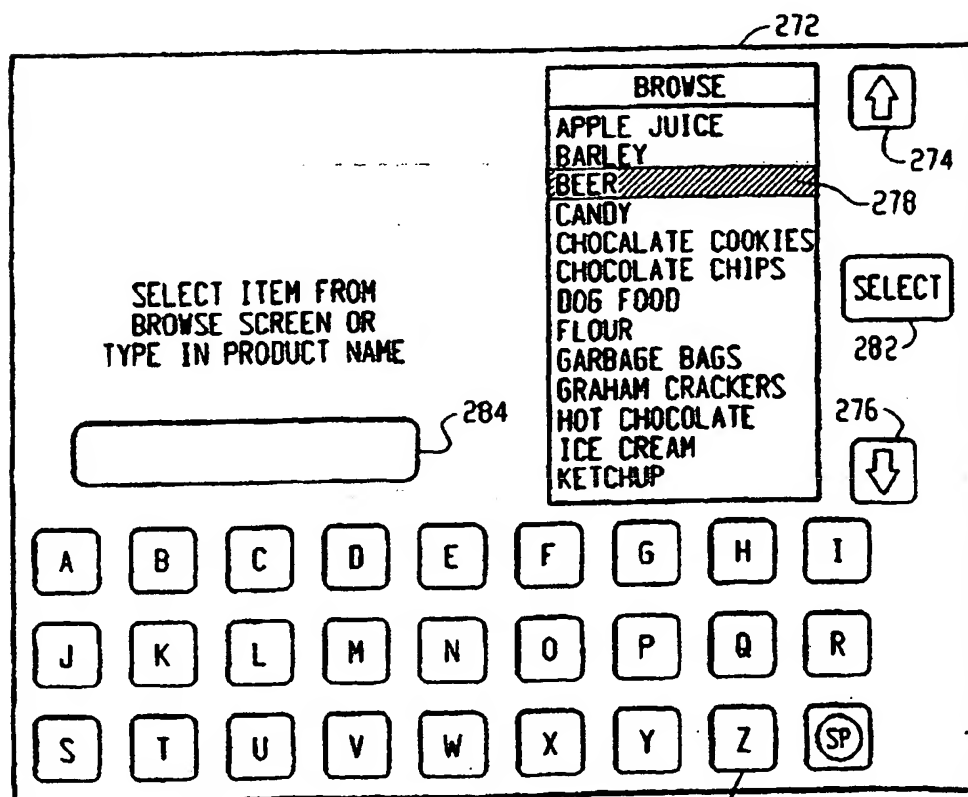 272
BROWSE
APPLE JUICE
BARLEY
BEER
CANDY
CHOCALATE COOKIES
CHOCOLATE CHIPS
DOG FOOD
FLOUR
GARBAGE BAGS
GRAHAM CRACKERS
HOT CHOCOLATE
ICE CREAM
KETCHUP
274
278
SELECT
282
276
SELECT ITEM FROM
BROWSE SCREEN OR
TYPE IN PRODUCT NAME
284
A B C D E F G H I
J K L M N O P Q R
S T U V W X Y Z SP